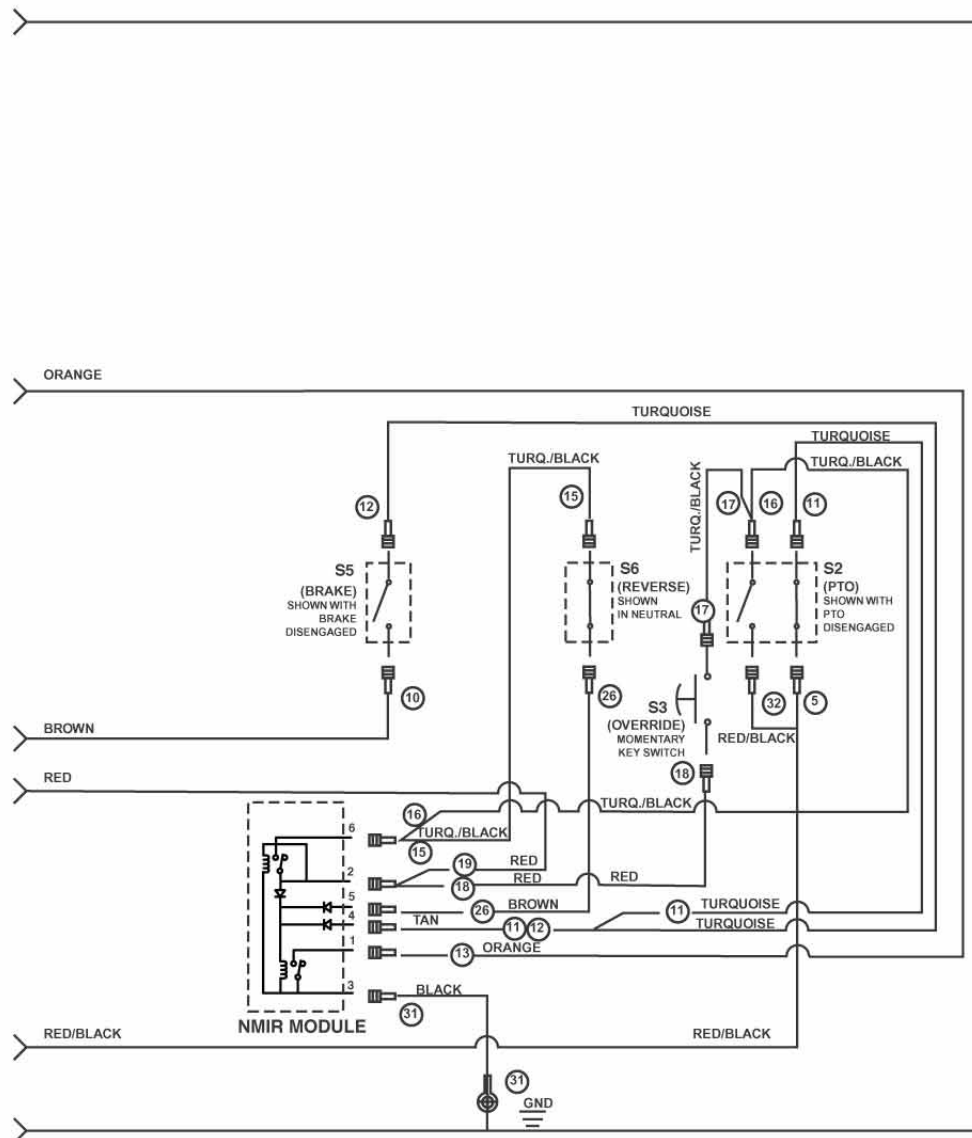 ORANGE
TURQUOISE
TURQUOISE
TURQ./BLACK
TURQ./BLACK
TURQ./BLACK
12
15
17
16
11
S5
(BRAKE)
SHOWN WITH
BRAKE
DISENGAGED
S6
(REVERSE)
SHOWN
IN NEUTRAL
17
S2
(PTO)
SHOWN WITH
PTO
DISENGAGED
10
26
S3
(OVERRIDE)
MOMENTARY
KEY SWITCH
32
5
RED/BLACK
BROWN
18
RED
16
TURQ./BLACK
6
TURQ./BLACK
15
19
RED
2
18
RED
RED
5
26
BROWN
11
TURQUOISE
4
TAN
11
12
TURQUOISE
1
13
ORANGE
3
BLACK
31
NMIR MODULE
RED/BLACK
RED/BLACK
31
GND